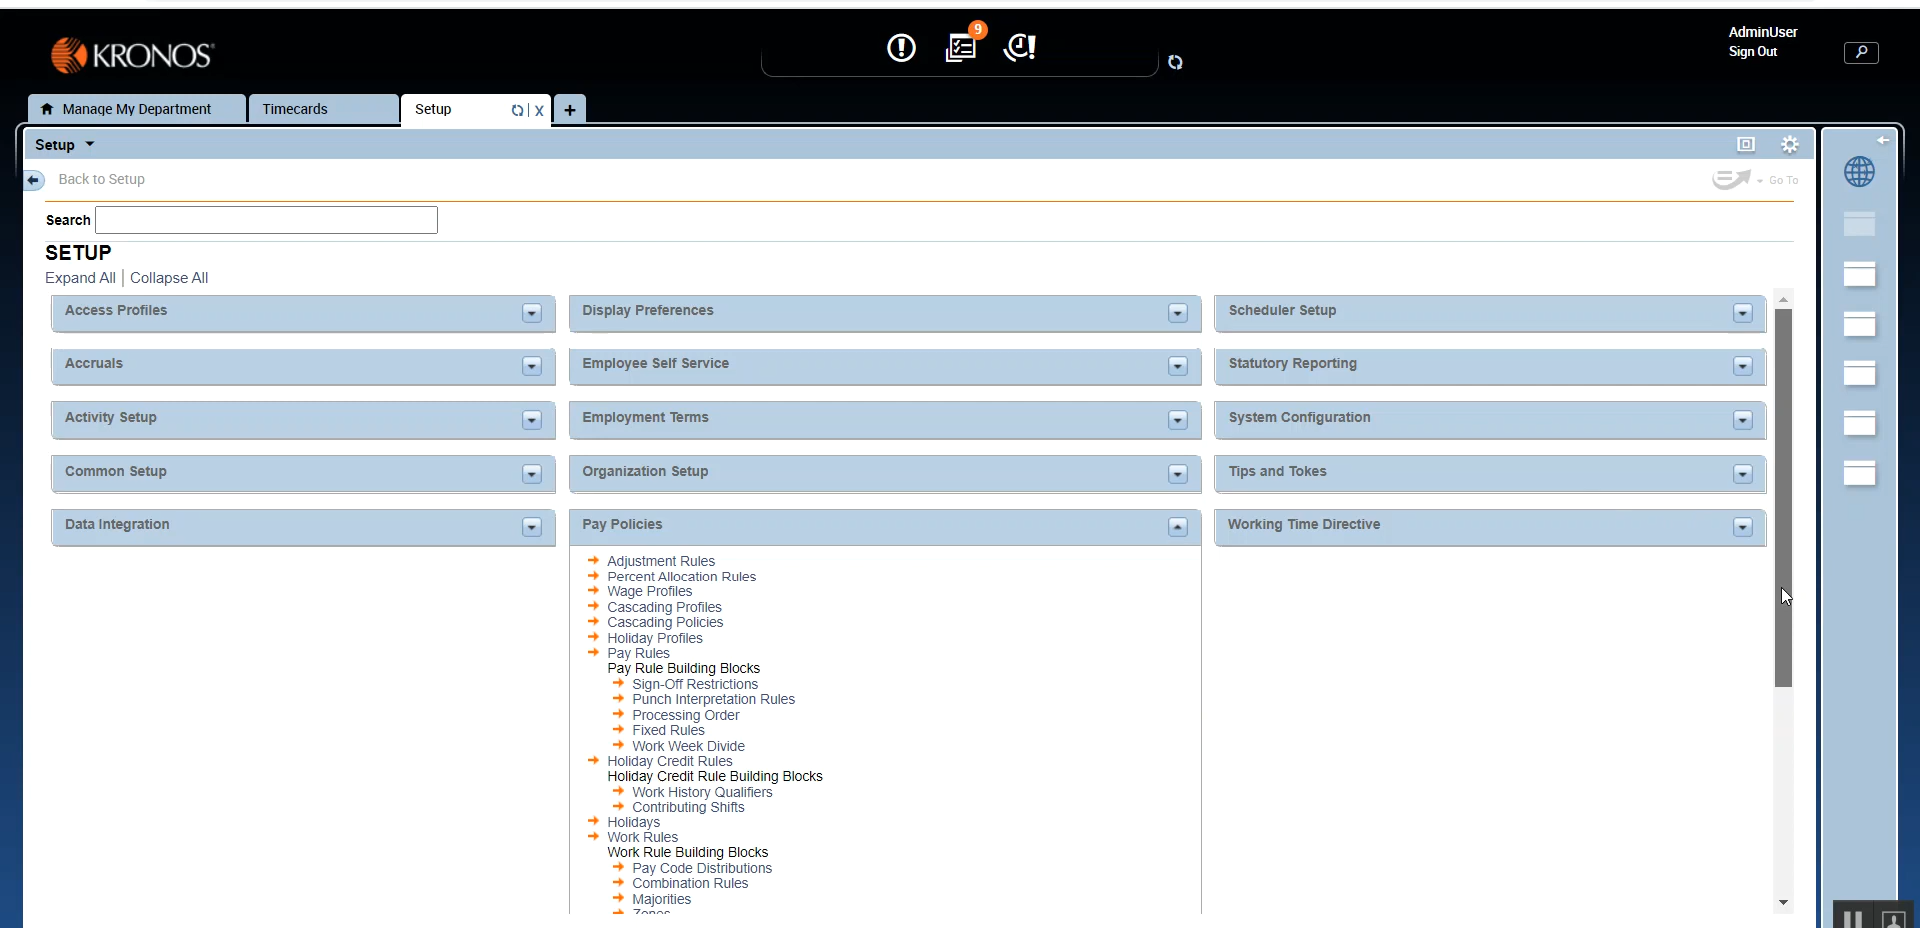 KRONOS
9
AdminUser
Sign Out
Manage My Department
Timecards
Setup
X
+
Setup
Back to Setup
Go To
Search
SETUP
Expand All | Collapse All
Access Profiles
Display Preferences
Scheduler Setup
Accruals
Employee Self Service
Statutory Reporting
Activity Setup
Employment Terms
System Configuration
Common Setup
Organization Setup
Tips and Tokes
Data Integration
Pay Policies
Working Time Directive
Adjustment Rules
Percent Allocation Rules
Wage Profiles
Cascading Profiles
Cascading Policies
Holiday Profiles
Pay Rules
Pay Rule Building Blocks
Sign-Off Restrictions
Punch Interpretation Rules
Processing Order
Fixed Rules
Work Week Divide
Holiday Credit Rules
Holiday Credit Rule Building Blocks
Work History Qualifiers
Contributing Shifts
Holidays
Work Rules
Work Rule Building Blocks
Pay Code Distributions
Combination Rules
Majorities
Zones